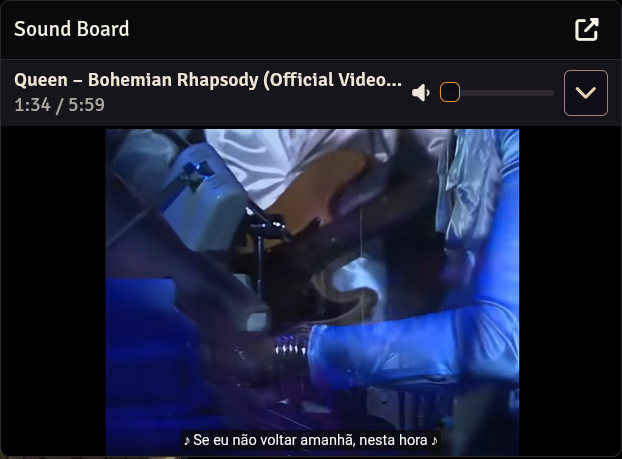 Sound Board
Queen – Bohemian Rhapsody (Official Video...
1:34 / 5:59
♪ Se eu não voltar amanhã, nesta hora ♪